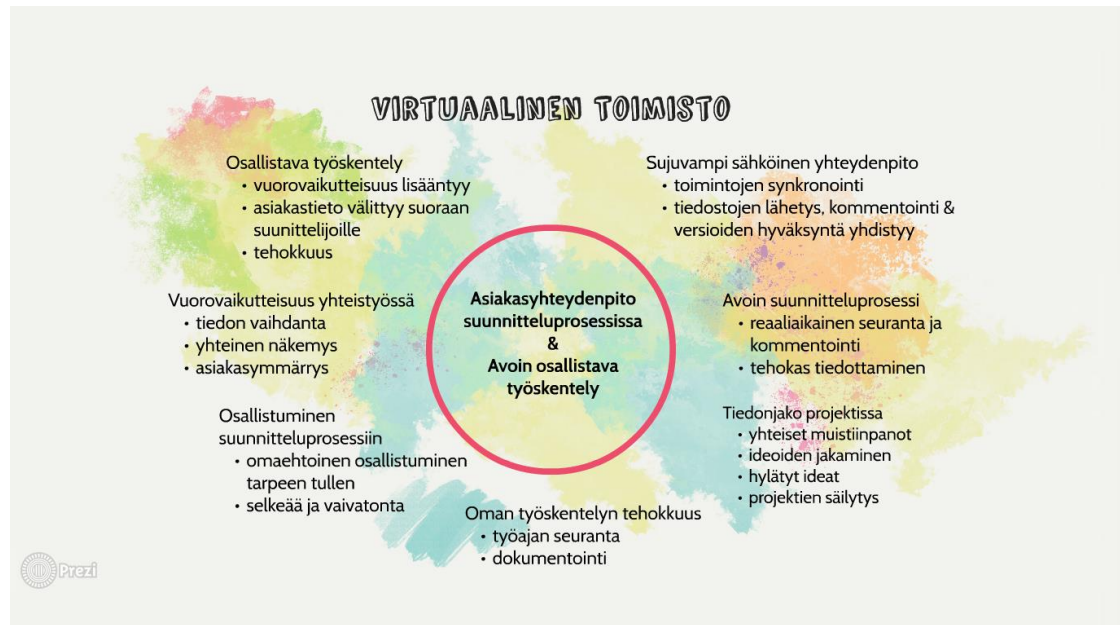 VIRTUAALINEN TOIMISTO
Osallistava työskentely
• vuorovaikutteisuus lisääntyy
• asiakastieto välittyy suoraan
suunittelijoille
• tehokkuus
Sujuvampi sähköinen yhteydenpito
• toimintojen synkronointi
• tiedostojen lähetys, kommentointi &
versioiden hyväksyntä yhdistyy
Vuorovaikutteisuus yhteistyössä
• tiedon vaihdanta
• yhteinen näkemys
• asiakasymmärrys
Asiakasyhteydenpito
suunnitteluprosessissa
&
Avoin osallistava
työskentely
Avoin suunnitteluprosessi
• reaaliaikainen seuranta ja
kommentointi
• tehokas tiedottaminen
Osallistuminen
suunnitteluprosessiin
• omaehtoinen osallistuminen
tarpeen tullen
• selkeää ja vaivatonta
Tiedonjako projektissa
• yhteiset muistiinpanot
• ideoiden jakaminen
• hylätyt ideat
• projektien säilytys
Oman työskentelyn tehokkuus
• työajan seuranta
• dokumentointi
Prezi